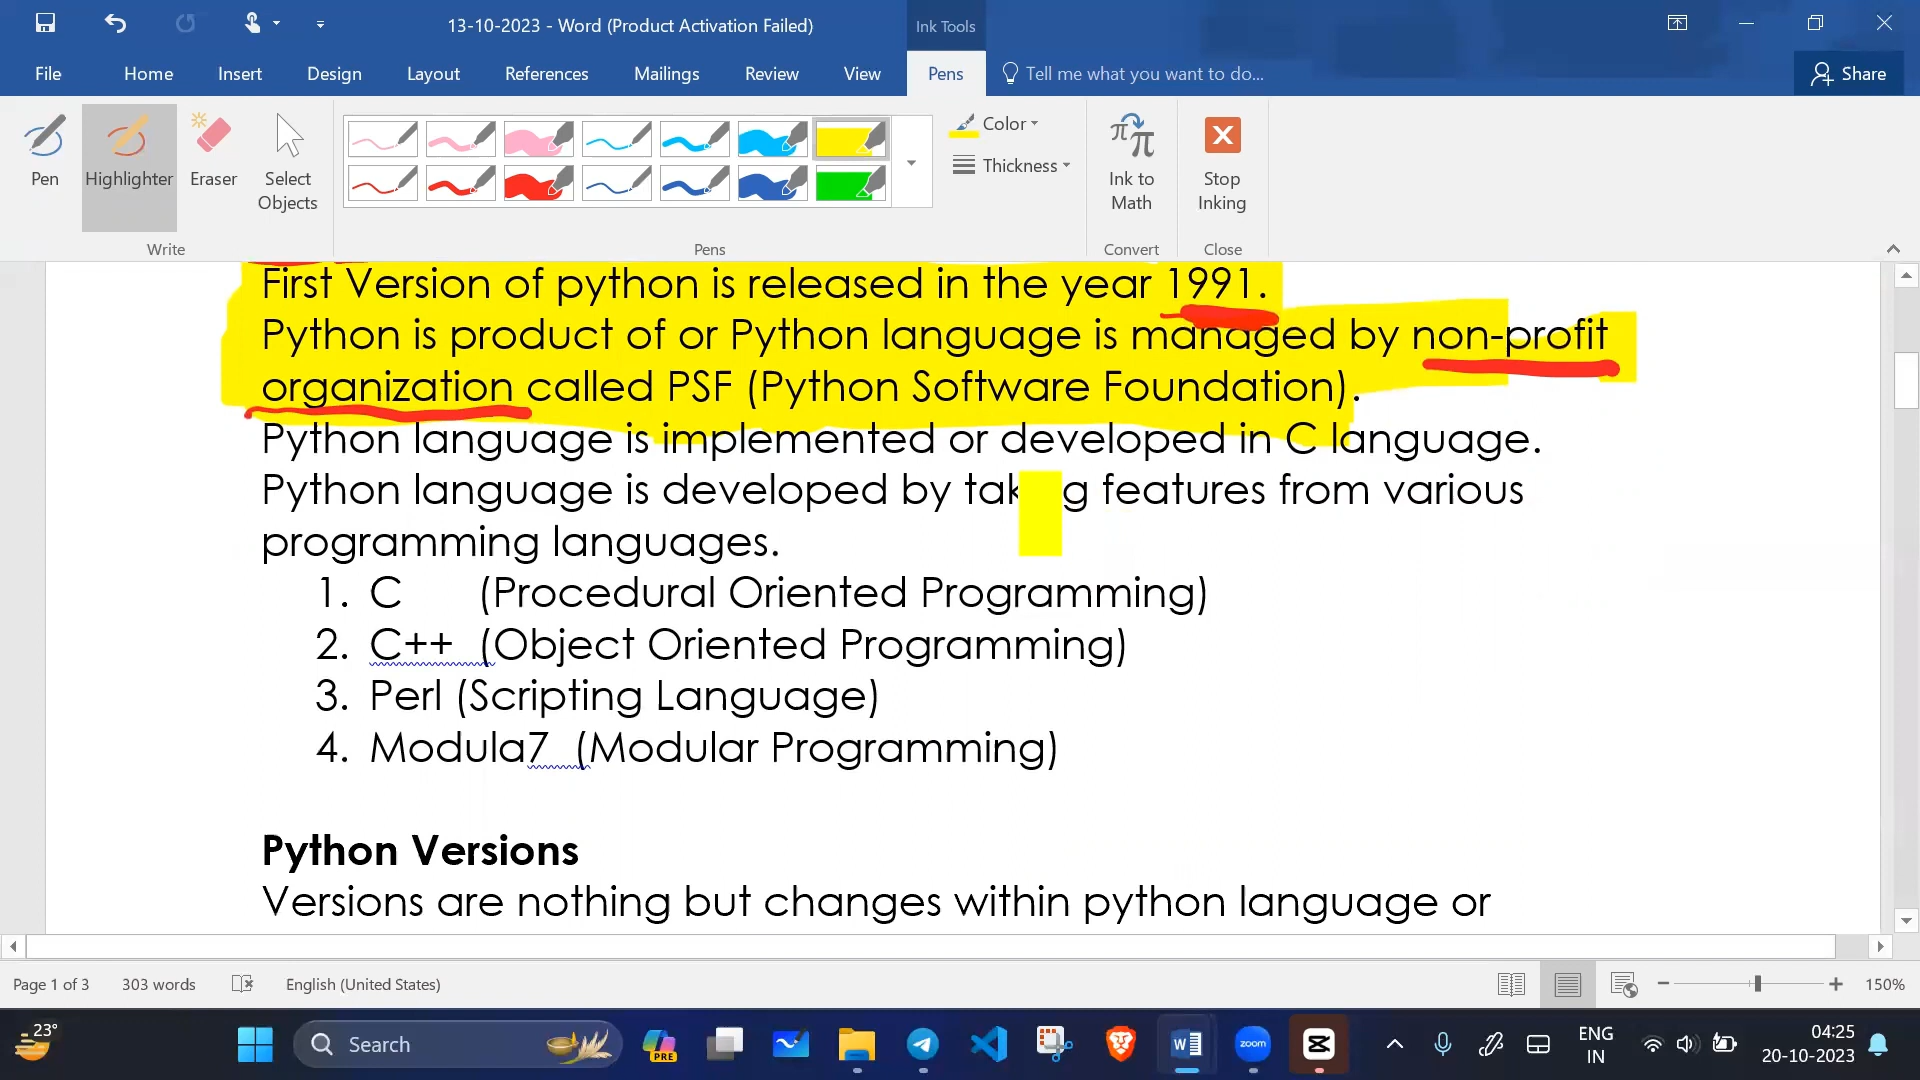 13-10-2023 - Word (Product Activation Failed)
Ink Tools
File Home Insert Design Layout References Mailings Review View Pens Tell me what you want to do... Share
Pen Highlighter Eraser Select Objects
Color
Thickness
Ink to Math
Stop Inking
Write Pens Convert Close
First Version of python is released in the year 1991.
Python is product of or Python language is managed by non-profit
organization called PSF (Python Software Foundation).
Python language is implemented or developed in C language.
Python language is developed by features from various
programming languages.
1. C (Procedural Oriented Programming)
2. C++ (Object Oriented Programming)
3. Perl (Scripting Language)
4. Modula7 (Modular Programming)
Python Versions
Versions are nothing but changes within python language or
Page 1 of 3 303 words English (United States) 150%
23°
Search
PRE
zoom
ENG
IN
04:25
20-10-2023